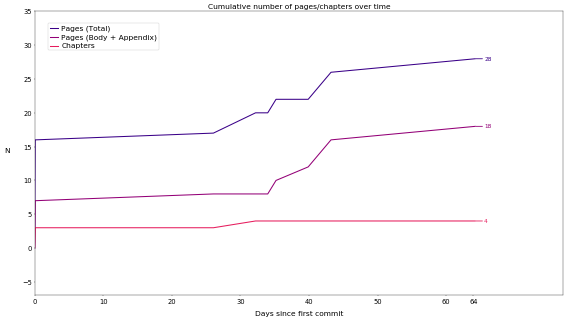 Cumulative number of pages/chapters over time
Pages (Total)
Pages (Body + Appendix)
Chapters
35
30
25
20
15
10
5
0
−5
N
28
18
4
0 10 20 30 40 50 60 64
Days since first commit